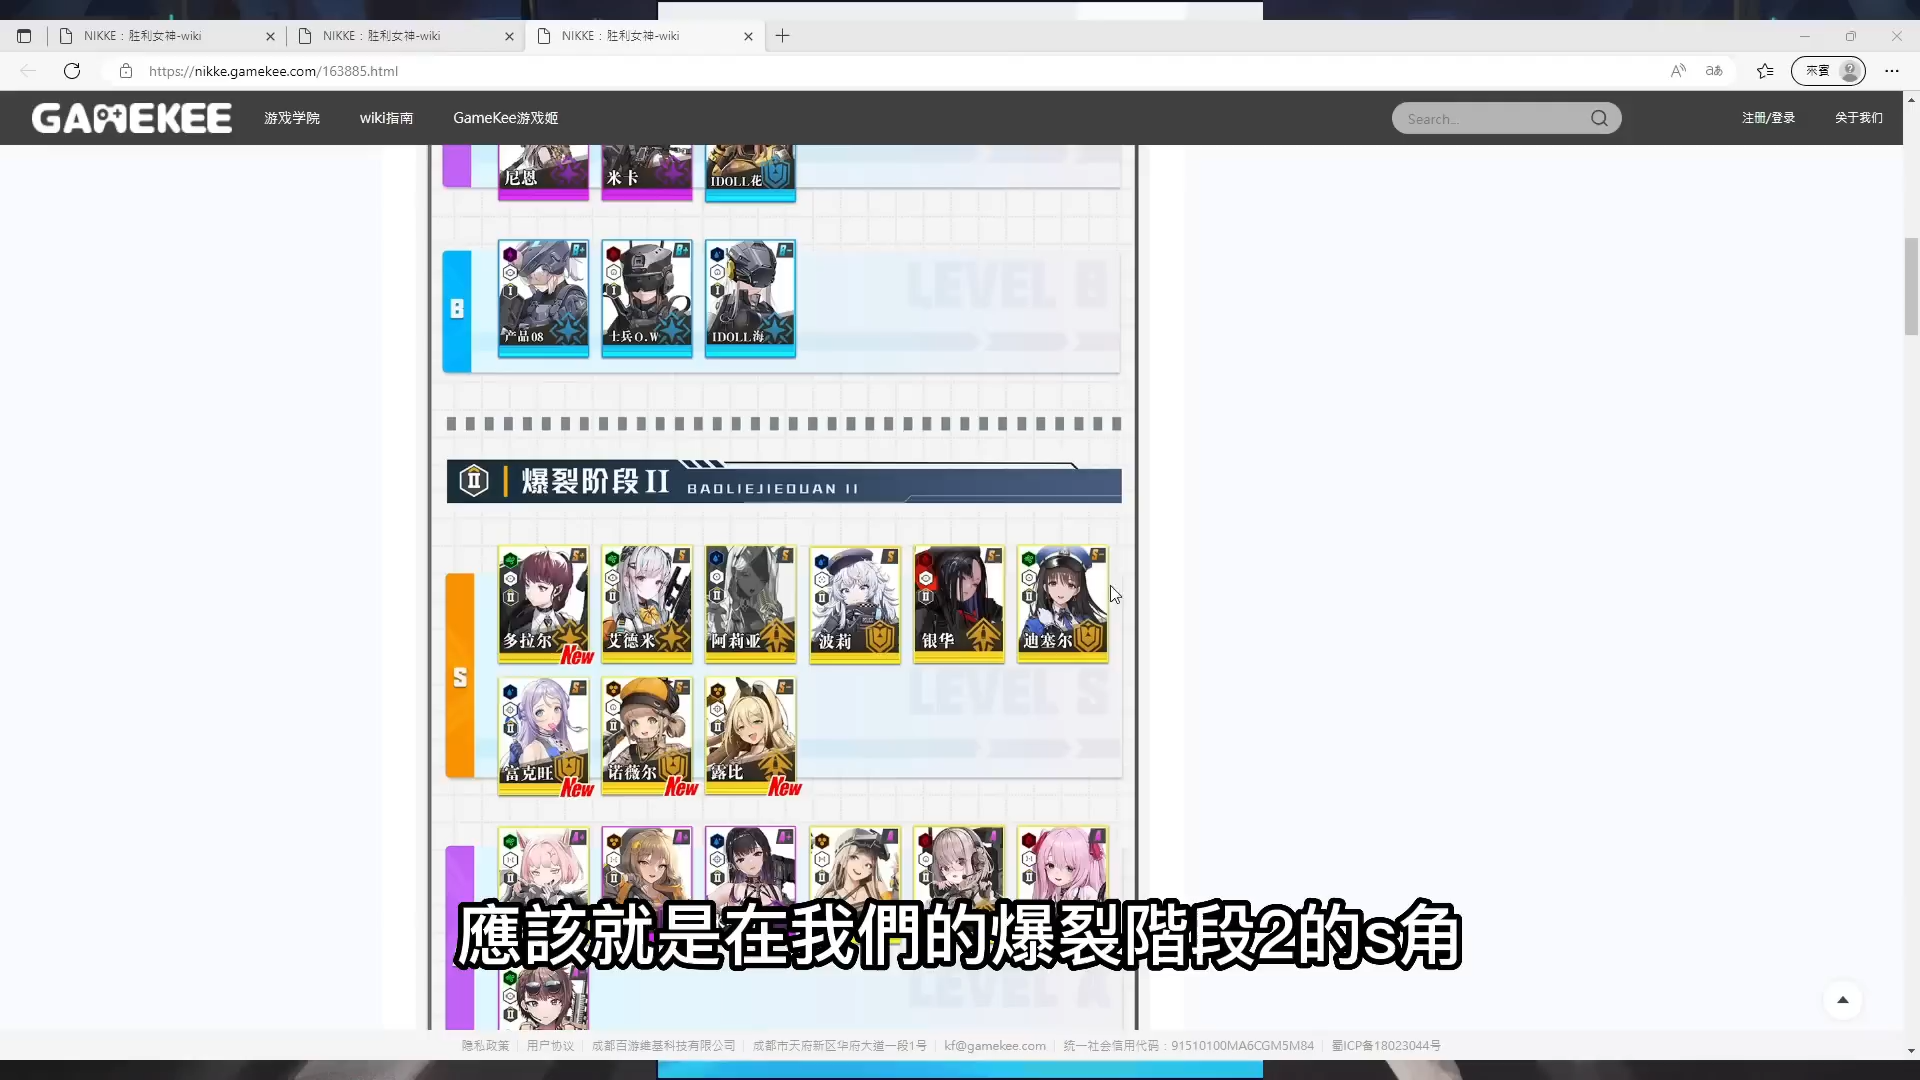 NIKKE：胜利女神-wiki
NIKKE：胜利女神-wiki
NIKKE：胜利女神-wiki
https://nikke.gamekee.com/163885.html
來賓
GAMEKEE
游戏学院
wiki指南
GameKee游戏姬
Search...
注册/登录
关于我们
尼恩
米卡
IDOLL花
B
B+
B+
B-
产品08
士兵O.W
IDOLL海
LEVEL B
爆裂阶段II
BAOLIEJIEDUAN II
S
S+
S
S
S
S-
S-
多拉尔
艾德米
阿莉亚
波莉
银华
迪塞尔
New
S-
S-
S-
富克旺
诺薇尔
露比
New
New
New
LEVEL S
A+
A+
A+
A
A
A
應該就是在我們的爆裂階段2的s角
LEVEL A
隐私政策
用户协议
成都百游维基科技有限公司
成都市天府新区华府大道一段1号
kf@gamekee.com
统一社会信用代码：91510100MA6CGM5M84
蜀ICP备18023044号